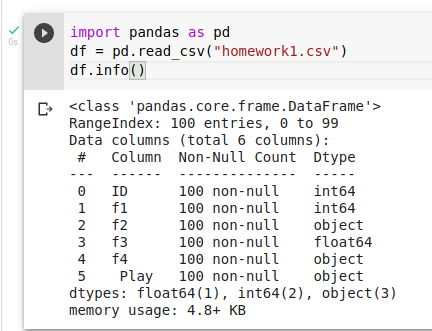 import pandas as pd
df = pd.read_csv("homework1.csv")
df.info()
0s
<class 'pandas.core.frame.DataFrame'>
RangeIndex: 100 entries, 0 to 99
Data columns (total 6 columns):
 #   Column  Non-Null Count  Dtype
---  ------  --------------  -----
 0   ID      100 non-null    int64
 1   f1      100 non-null    int64
 2   f2      100 non-null    object
 3   f3      100 non-null    float64
 4   f4      100 non-null    object
 5    Play   100 non-null    object
dtypes: float64(1), int64(2), object(3)
memory usage: 4.8+ KB